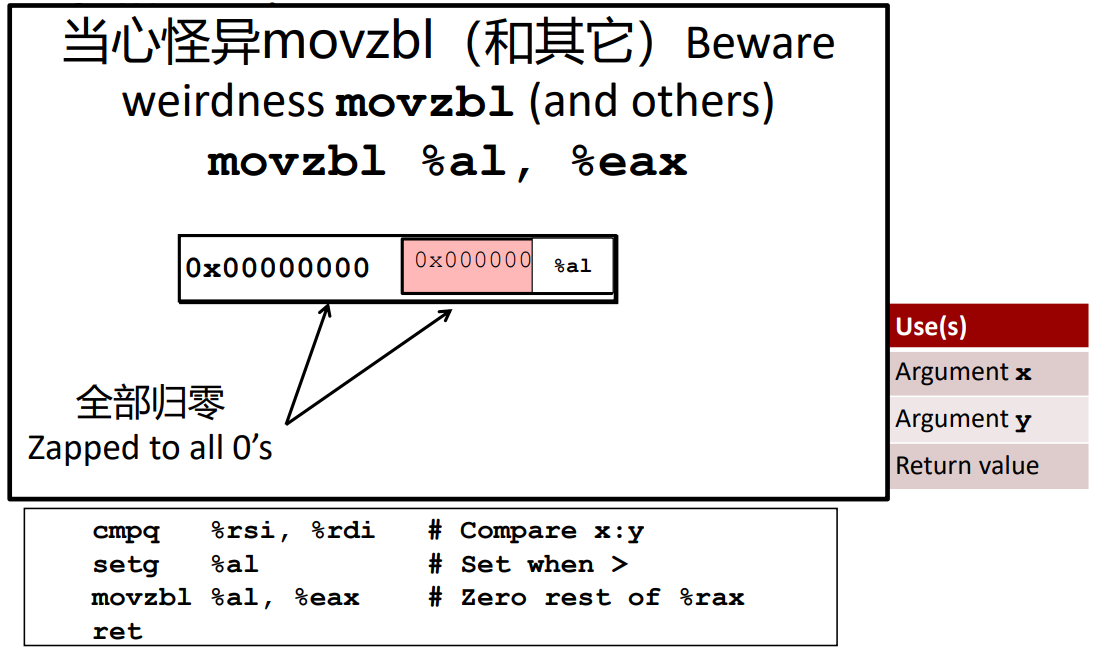 当心怪异movzbl（和其它）Beware
weirdness movzbl (and others)
movzbl %al, %eax
0x00000000 0x000000 %al
全部归零
Zapped to all 0’s
Use(s)
Argument x
Argument y
Return value
cmpq %rsi, %rdi # Compare x:y
setg %al # Set when >
movzbl %al, %eax # Zero rest of %rax
ret